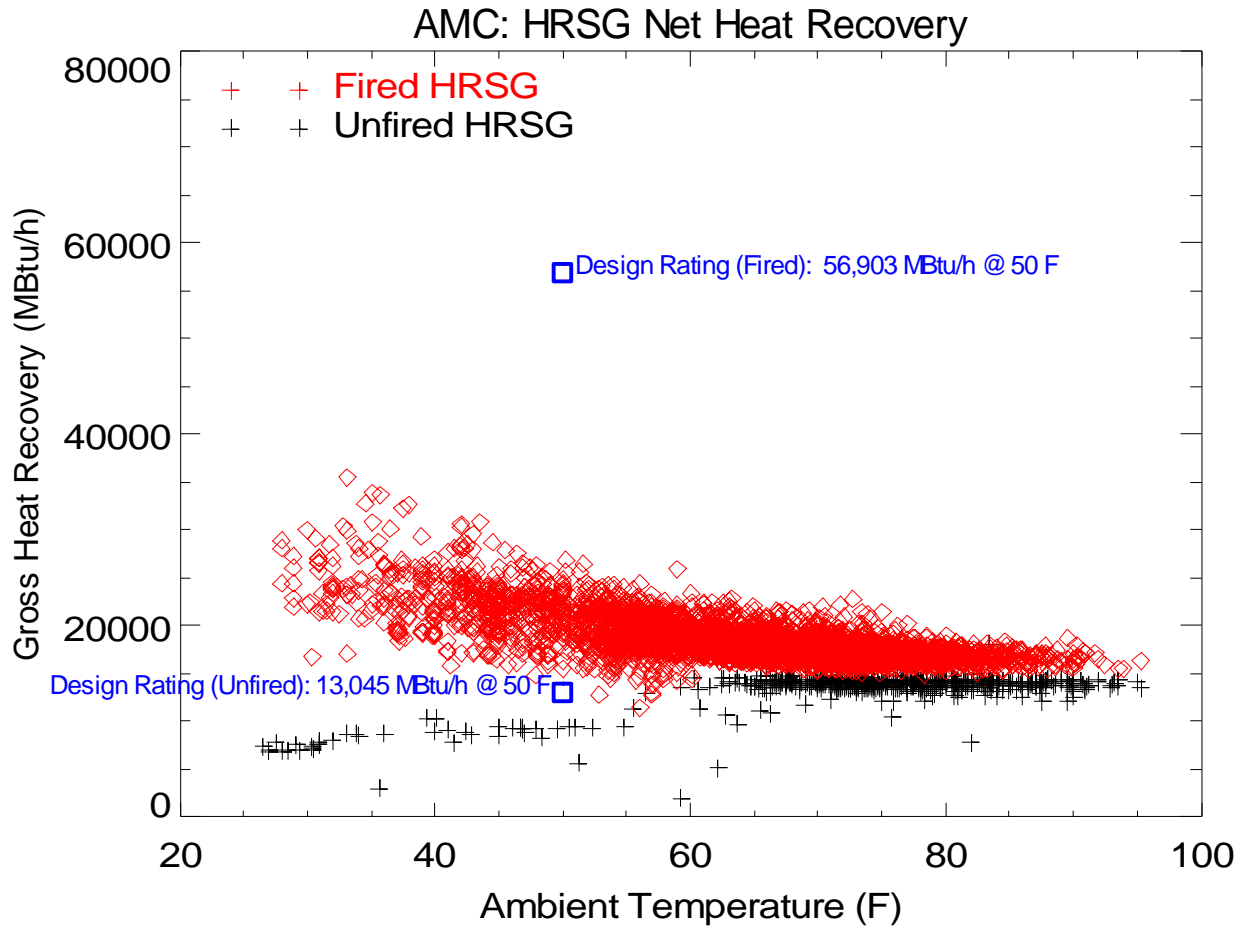 AMC: HRSG Net Heat Recovery
80000
Fired HRSG
Unfired HRSG
60000
Design Rating (Fired): 56,903 MBtu/h @ 50 F
Gross Heat Recovery (MBtu/h)
40000
20000
Design Rating (Unfired): 13,045 MBtu/h @ 50 F
0
20 40 60 80 100
Ambient Temperature (F)